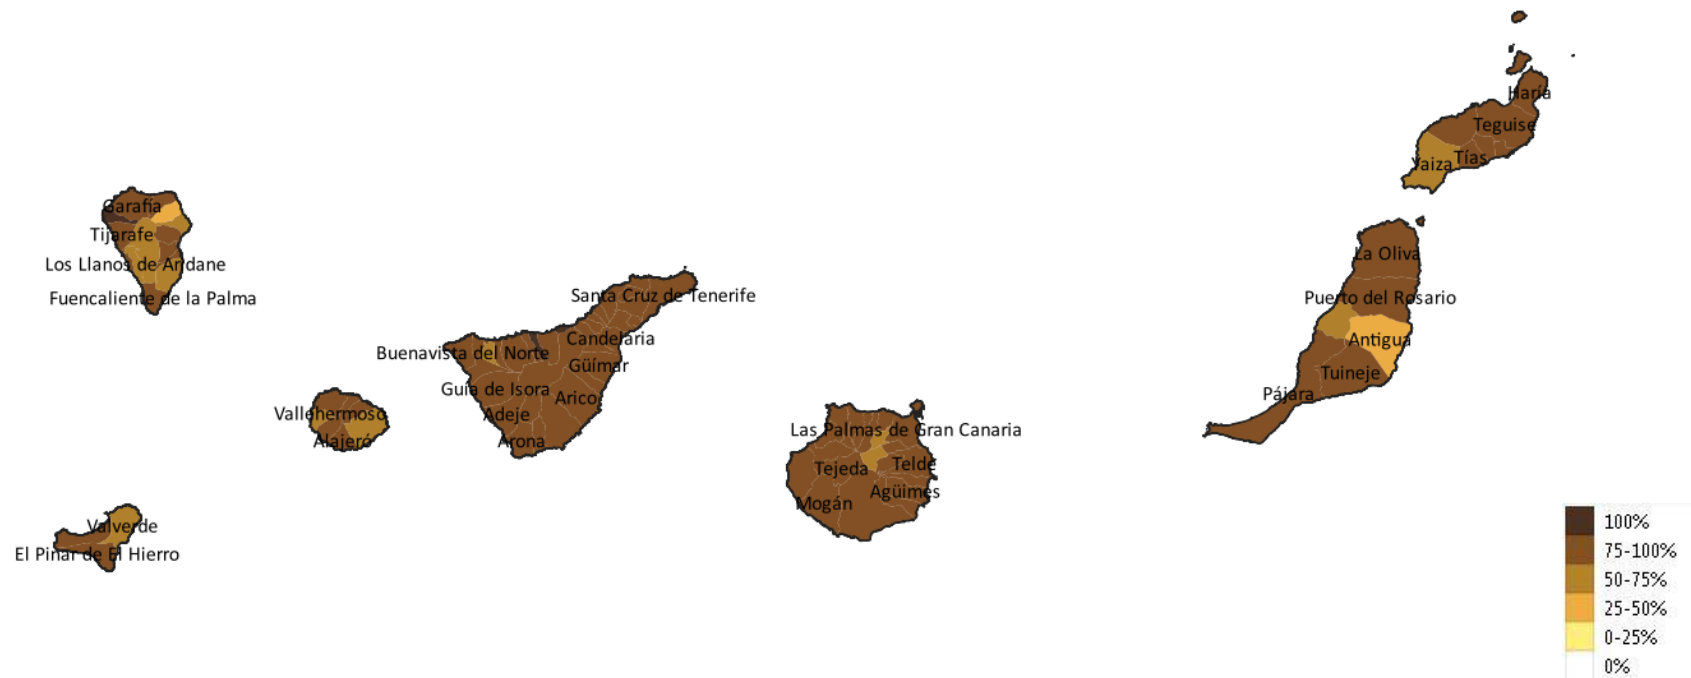 Haría
Teguise
Yaiza
Tías
Garafía
Tijarafe
Los Llanos de Aridane
Fuencaliente de la Palma
La Oliva
Puerto del Rosario
Antigua
Tuineje
Pájara
Santa Cruz de Tenerife
Candelaria
Buenavista del Norte
Güímar
Guía de Isora
Arico
Adeje
Arona
Vallehermoso
Alajeró
Las Palmas de Gran Canaria
Tejeda
Telde
Agüimes
Mogán
Valverde
El Pinar de El Hierro
100%
75-100%
50-75%
25-50%
0-25%
0%